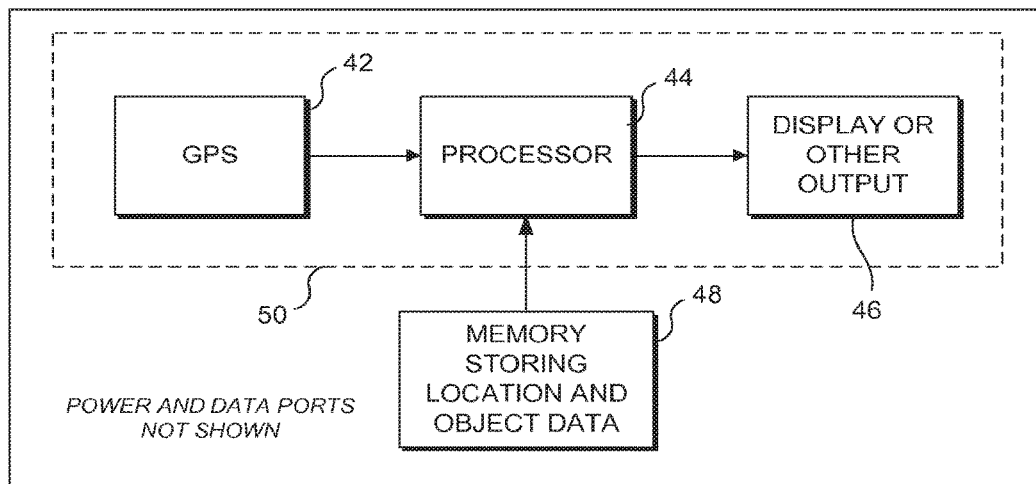 42
44
GPS
PROCESSOR
DISPLAY OR
OTHER
OUTPUT
50
48
46
MEMORY
STORING
LOCATION AND
OBJECT DATA
POWER AND DATA PORTS
NOT SHOWN